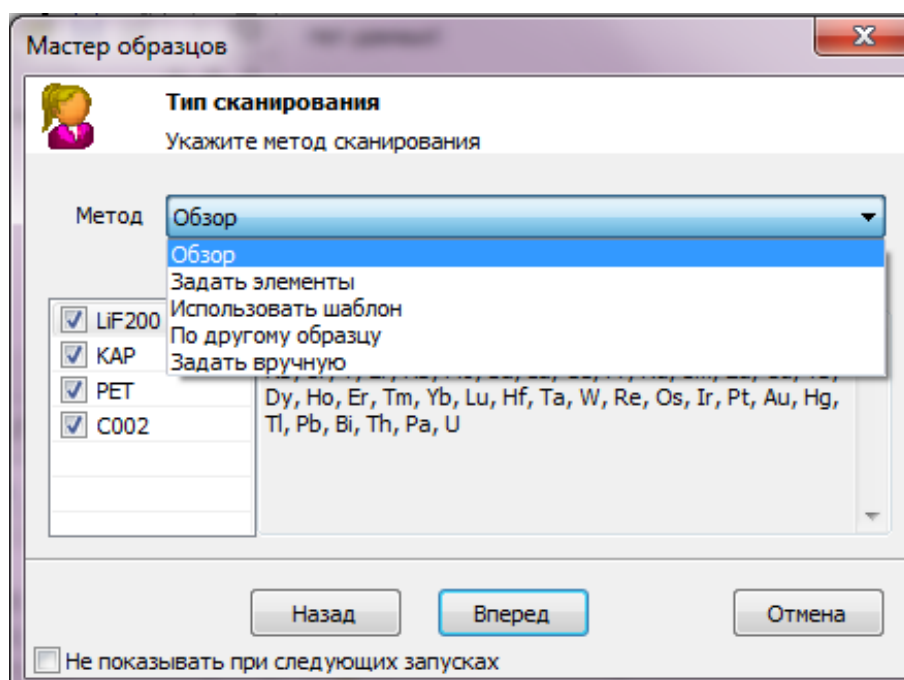 Мастер образцов
Тип сканирования
Укажите метод сканирования
Метод
Обзор
Обзор
Задать элементы
Использовать шаблон
По другому образцу
Задать вручную
LiF200
KAP
PET
C002
Dy, Ho, Er, Tm, Yb, Lu, Hf, Ta, W, Re, Os, Ir, Pt, Au, Hg,
Tl, Pb, Bi, Th, Pa, U
Назад
Вперед
Отмена
Не показывать при следующих запусках